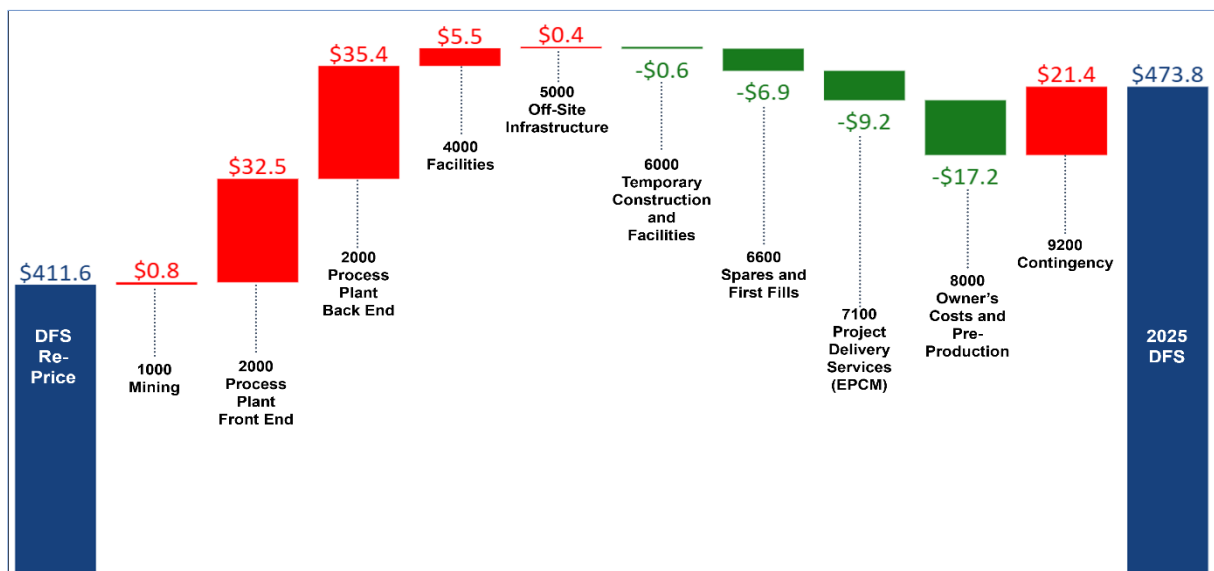 $411.6
DFS
Re-
Price
$0.8
1000
Mining
$32.5
2000
Process
Plant
Front End
$35.4
2000
Process
Plant
Back End
$5.5
4000
Facilities
$0.4
5000
Off-Site
Infrastructure
-$0.6
6000
Temporary
Construction
and
Facilities
-$6.9
6600
Spares and
First Fills
-$9.2
7100
Project
Delivery
Services
(EPCM)
-$17.2
8000
Owner's
Costs and
Pre-
Production
$21.4
9200
Contingency
$473.8
2025
DFS